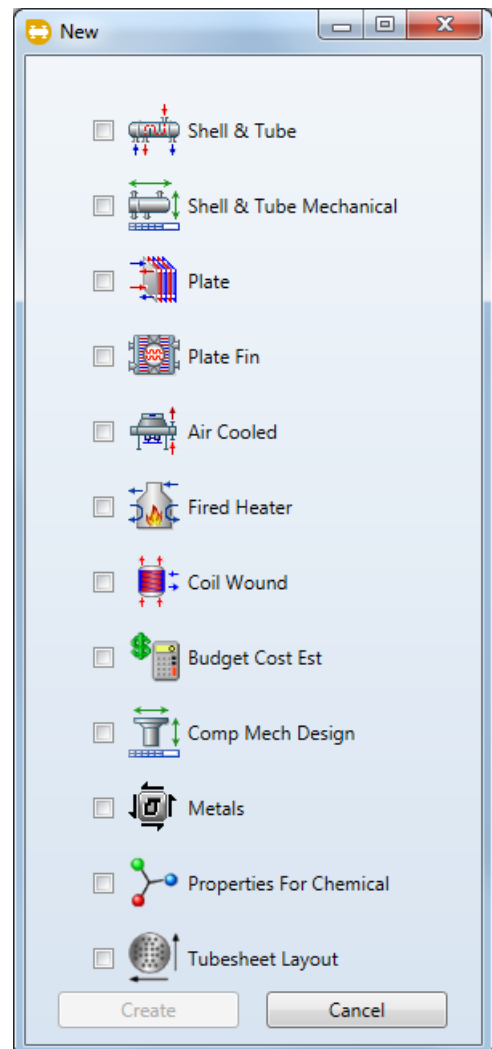 New
Shell & Tube
Shell & Tube Mechanical
Plate
Plate Fin
Air Cooled
Fired Heater
Coil Wound
Budget Cost Est
Comp Mech Design
Metals
Properties For Chemical
Tubesheet Layout
Create
Cancel